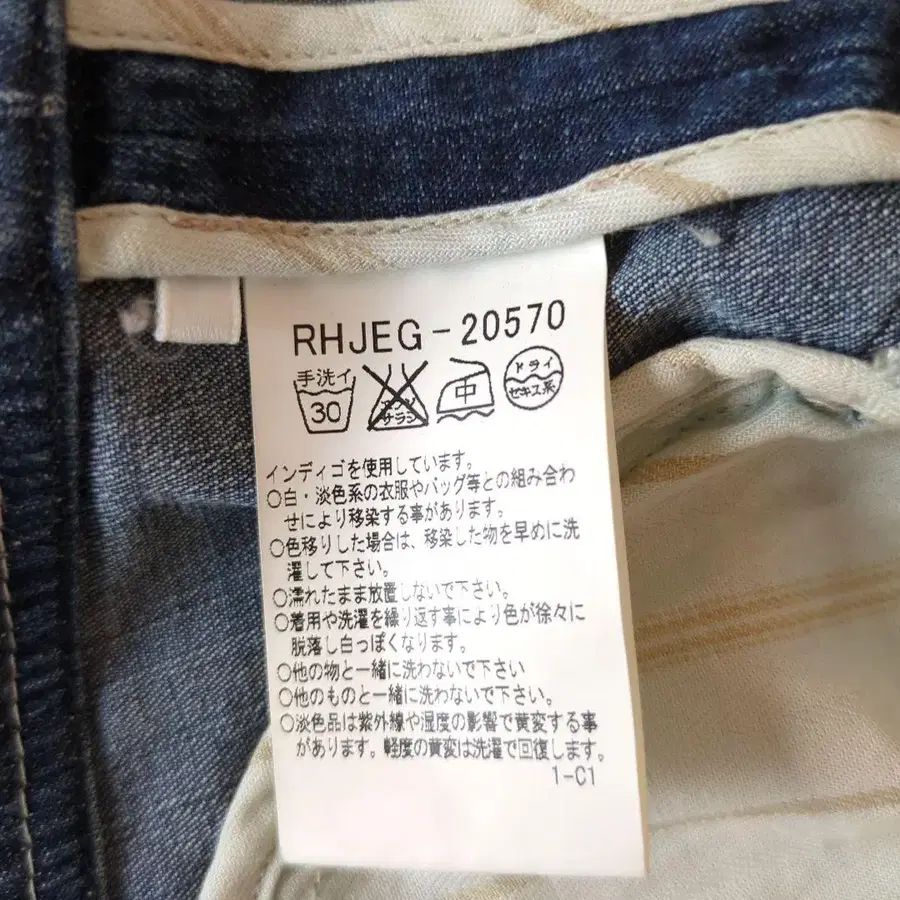 RHJEG-20570
手洗イ 30 エンソ サラシ 中 ドライ セキユ系
インディゴを使用しています。
○白・淡色系の衣服やバッグ等との組み合わ
せにより移染する事があります。
○色移りした場合は、移染した物を早めに洗
濯して下さい。
○濡れたまま放置しないで下さい。
○着用や洗濯を繰り返す事により色が徐々に
脱落し白っぽくなります。
○他の物と一緒に洗わないで下さい
○他のものと一緒に洗わないで下さい。
○淡色品は紫外線や湿度の影響で黄変する事
があります。軽度の黄変は洗濯で回復します。
1-C1